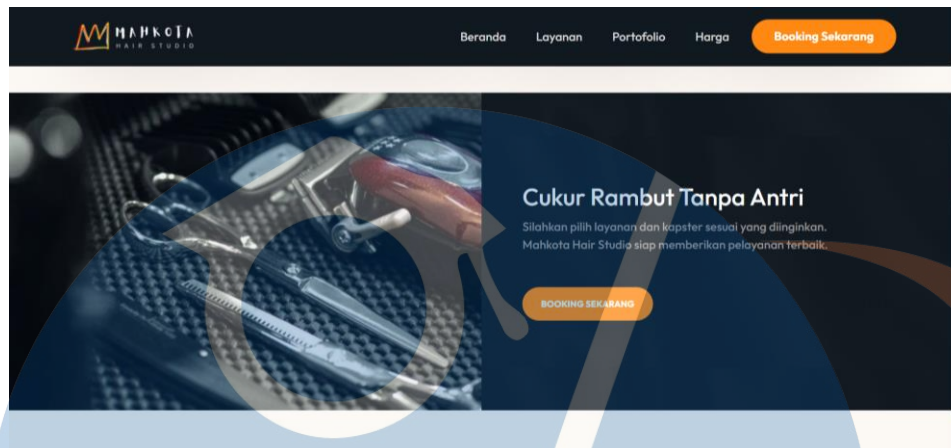 MAHKOTA
HAIR STUDIO
Beranda Layanan Portofolio Harga Booking Sekarang
Cukur Rambut Tanpa Antri
Silahkan pilih layanan dan kapster sesuai yang diinginkan.
Mahkota Hair Studio siap memberikan pelayanan terbaik.
BOOKING SEKARANG